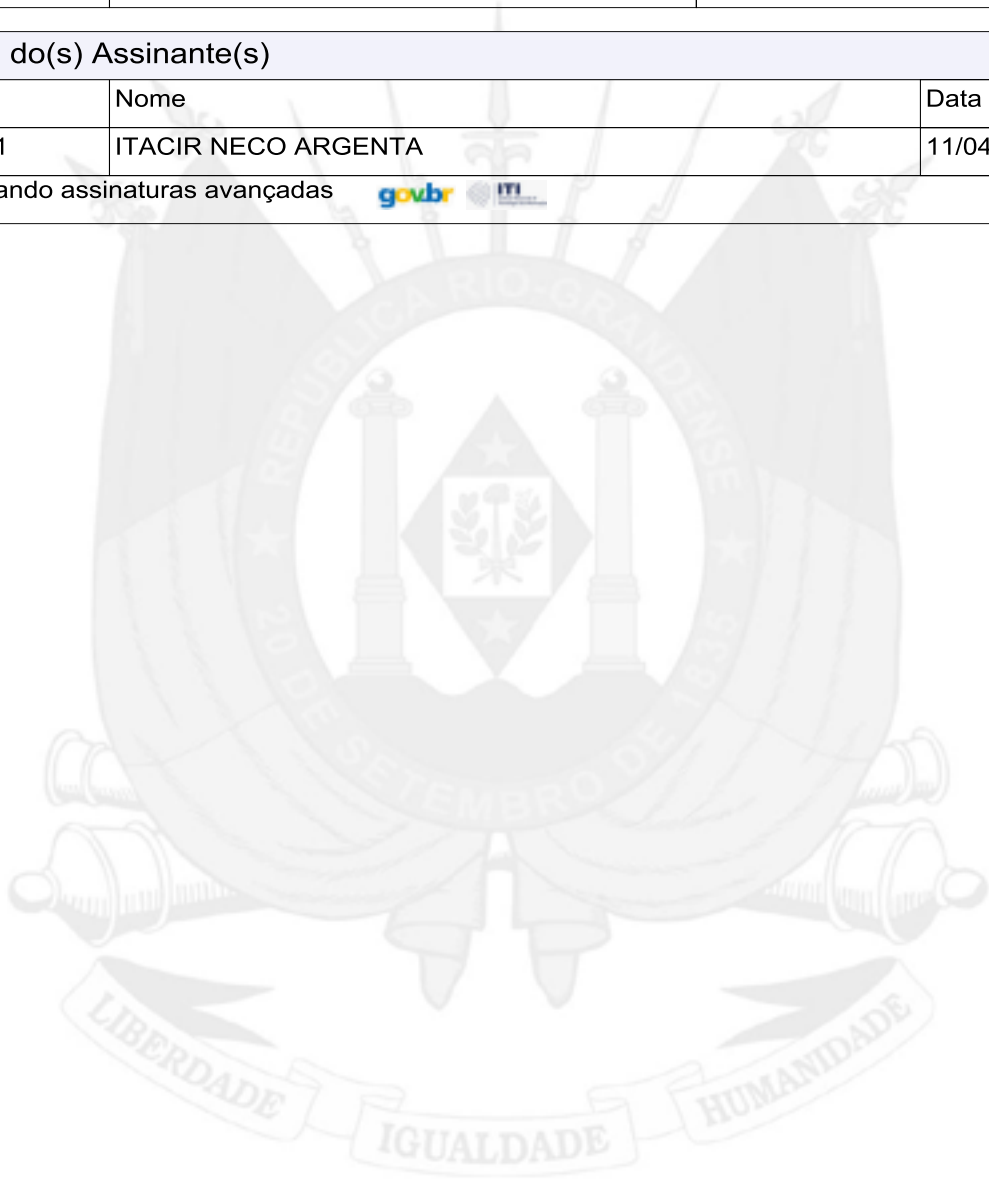 do(s) Assinante(s)
Nome
Data
1
ITACIR NECO ARGENTA
11/04
ando assinaturas avançadas
gov.br
ITI
REPÚBLICA RIO-GRANDENSE
20 DE SETEMBRO DE 1835
LIBERDADE
IGUALDADE
HUMANIDADE